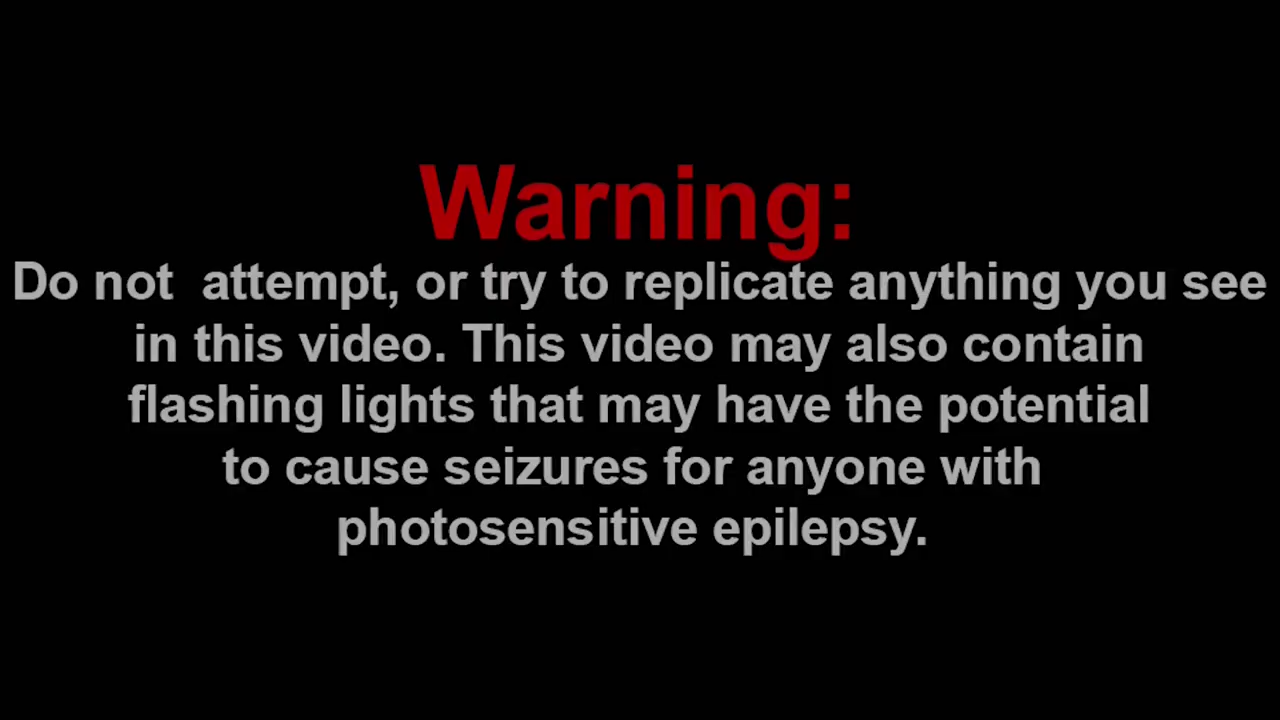 Warning:
Do not  attempt, or try to replicate anything you see
in this video. This video may also contain
flashing lights that may have the potential
to cause seizures for anyone with
photosensitive epilepsy.